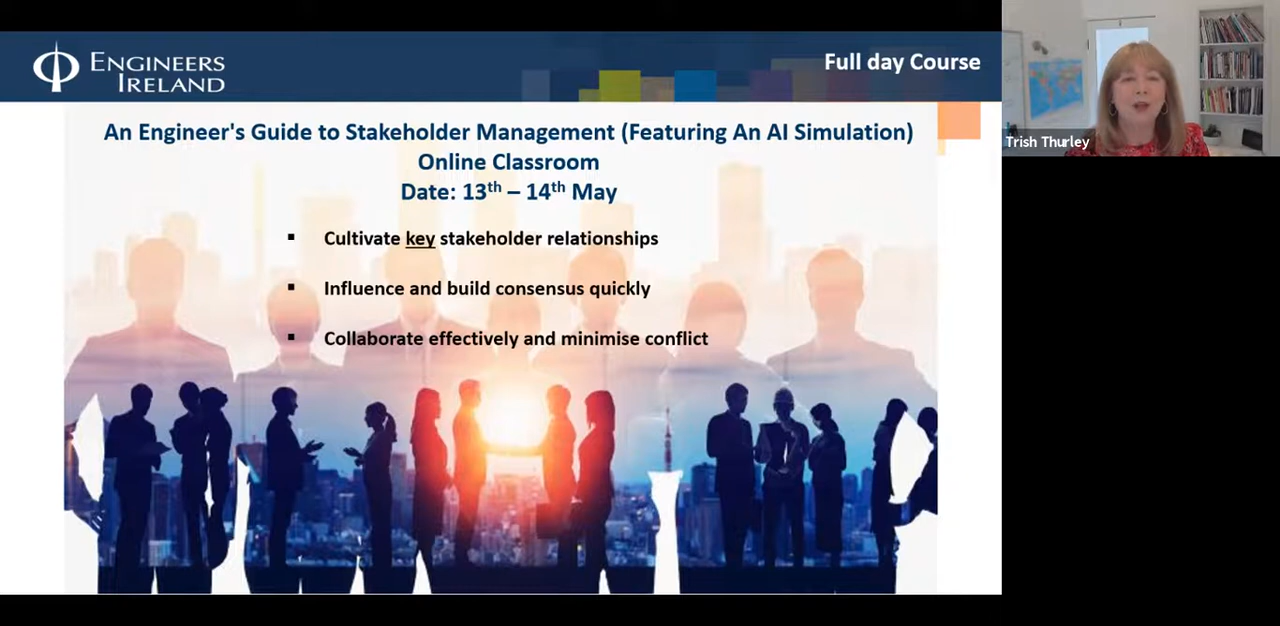 ENGINEERS
IRELAND
Full day Course
An Engineer's Guide to Stakeholder Management (Featuring An AI Simulation)
Online Classroom
Date: 13th – 14th May
▪ Cultivate key stakeholder relationships
▪ Influence and build consensus quickly
▪ Collaborate effectively and minimise conflict
Trish Thurley